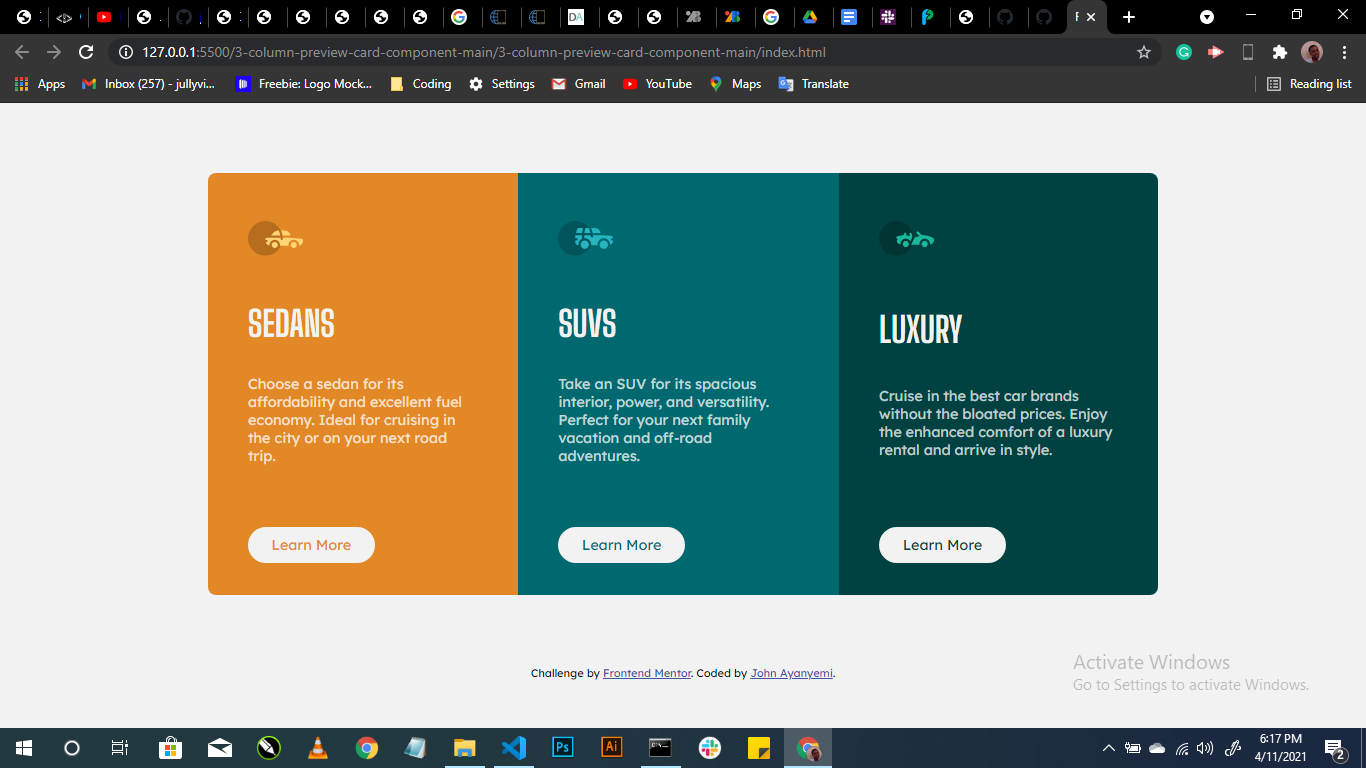 127.0.0.1:5500/3-column-preview-card-component-main/3-column-preview-card-component-main/index.html
Apps
Inbox (257) - jullyvi...
Freebie: Logo Mock...
Coding
Settings
Gmail
YouTube
Maps
Translate
Reading list
SEDANS
Choose a sedan for its
affordability and excellent fuel
economy. Ideal for cruising in
the city or on your next road
trip.
Learn More
SUVS
Take an SUV for its spacious
interior, power, and versatility.
Perfect for your next family
vacation and off-road
adventures.
Learn More
LUXURY
Cruise in the best car brands
without the bloated prices. Enjoy
the enhanced comfort of a luxury
rental and arrive in style.
Learn More
Challenge by Frontend Mentor. Coded by John Ayanyemi.
Activate Windows
Go to Settings to activate Windows.
Ps
Ai
6:17 PM
4/11/2021
2